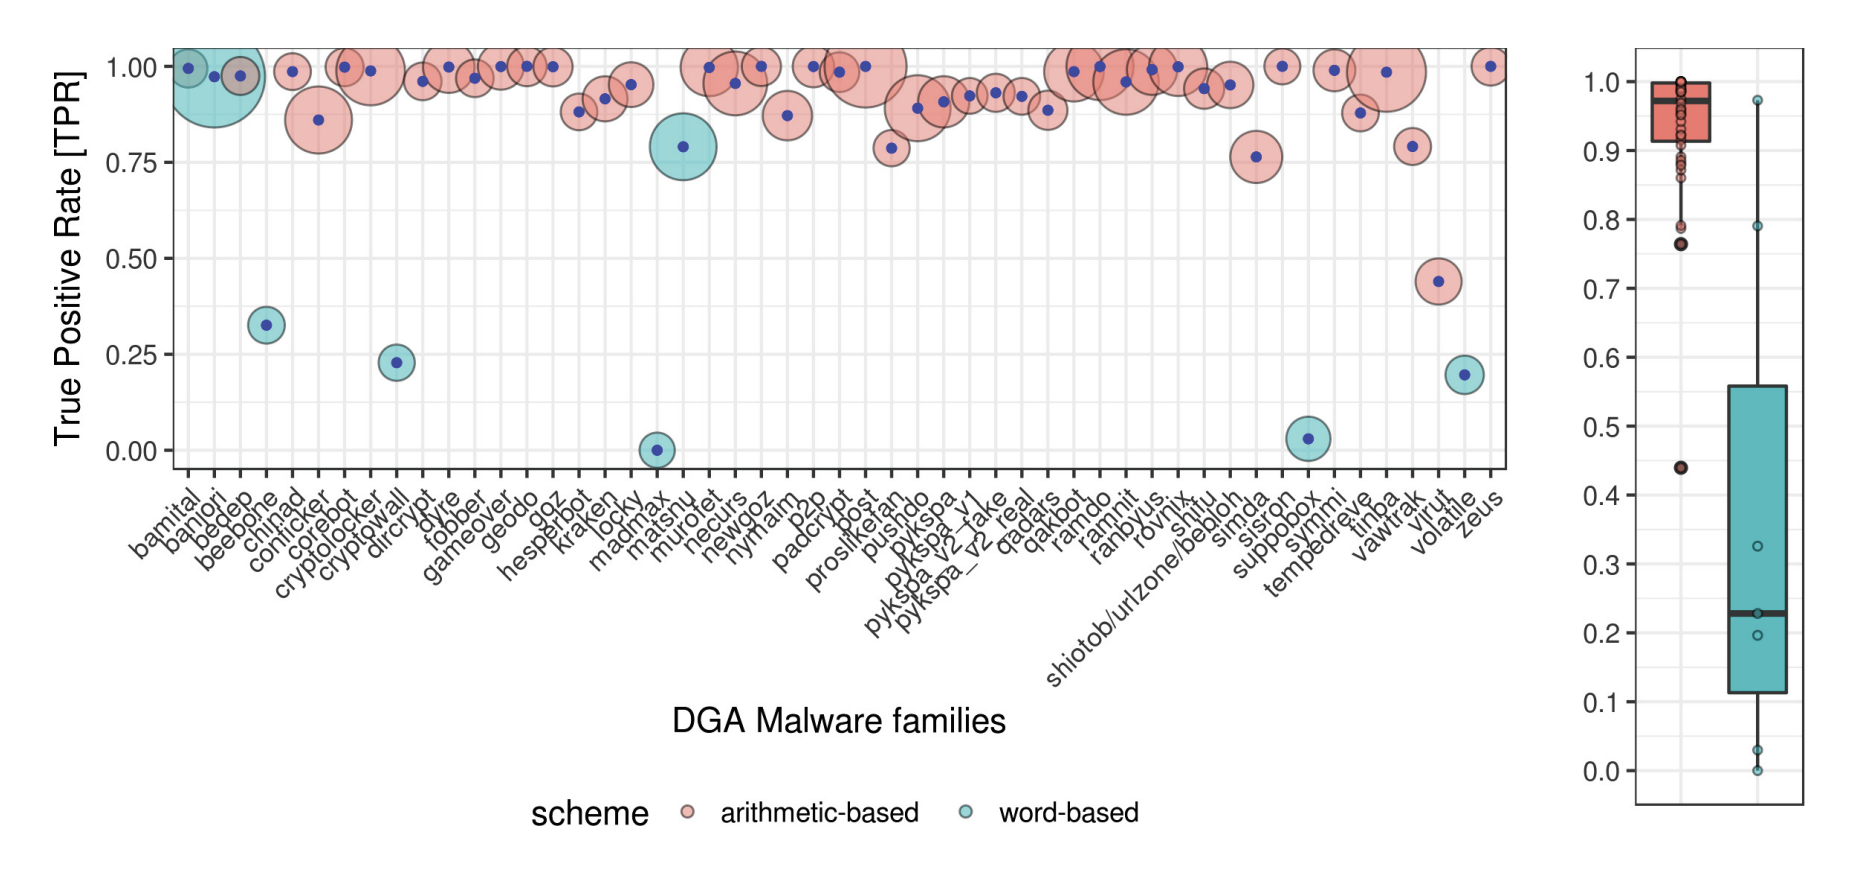 True Positive Rate [TPR]
1.00
0.75
0.50
0.25
0.00
bamital
banjori
bedep
beebone
chinad
conficker
corebot
cryptolocker
cryptowall
dircrypt
dyre
fobber
gameover
geodo
gozi
hesperbot
kraken
locky
madmax
matsnu
murofet
necurs
newgoz
nymaim
p2p
padcrypt
post
proslikefan
pushdo
pykspa
pykspa_v1
pykspa_v2_fake
pykspa_v2_real
qadars
qakbot
ramdo
ramnit
ranbyus
rovnix
shifu
shiotob/urlzone/bebloh
simda
sisron
suppobox
symmi
tempedreve
tinba
vawtrak
virut
volatile
zeus
DGA Malware families
scheme arithmetic-based word-based
1.0
0.9
0.8
0.7
0.6
0.5
0.4
0.3
0.2
0.1
0.0